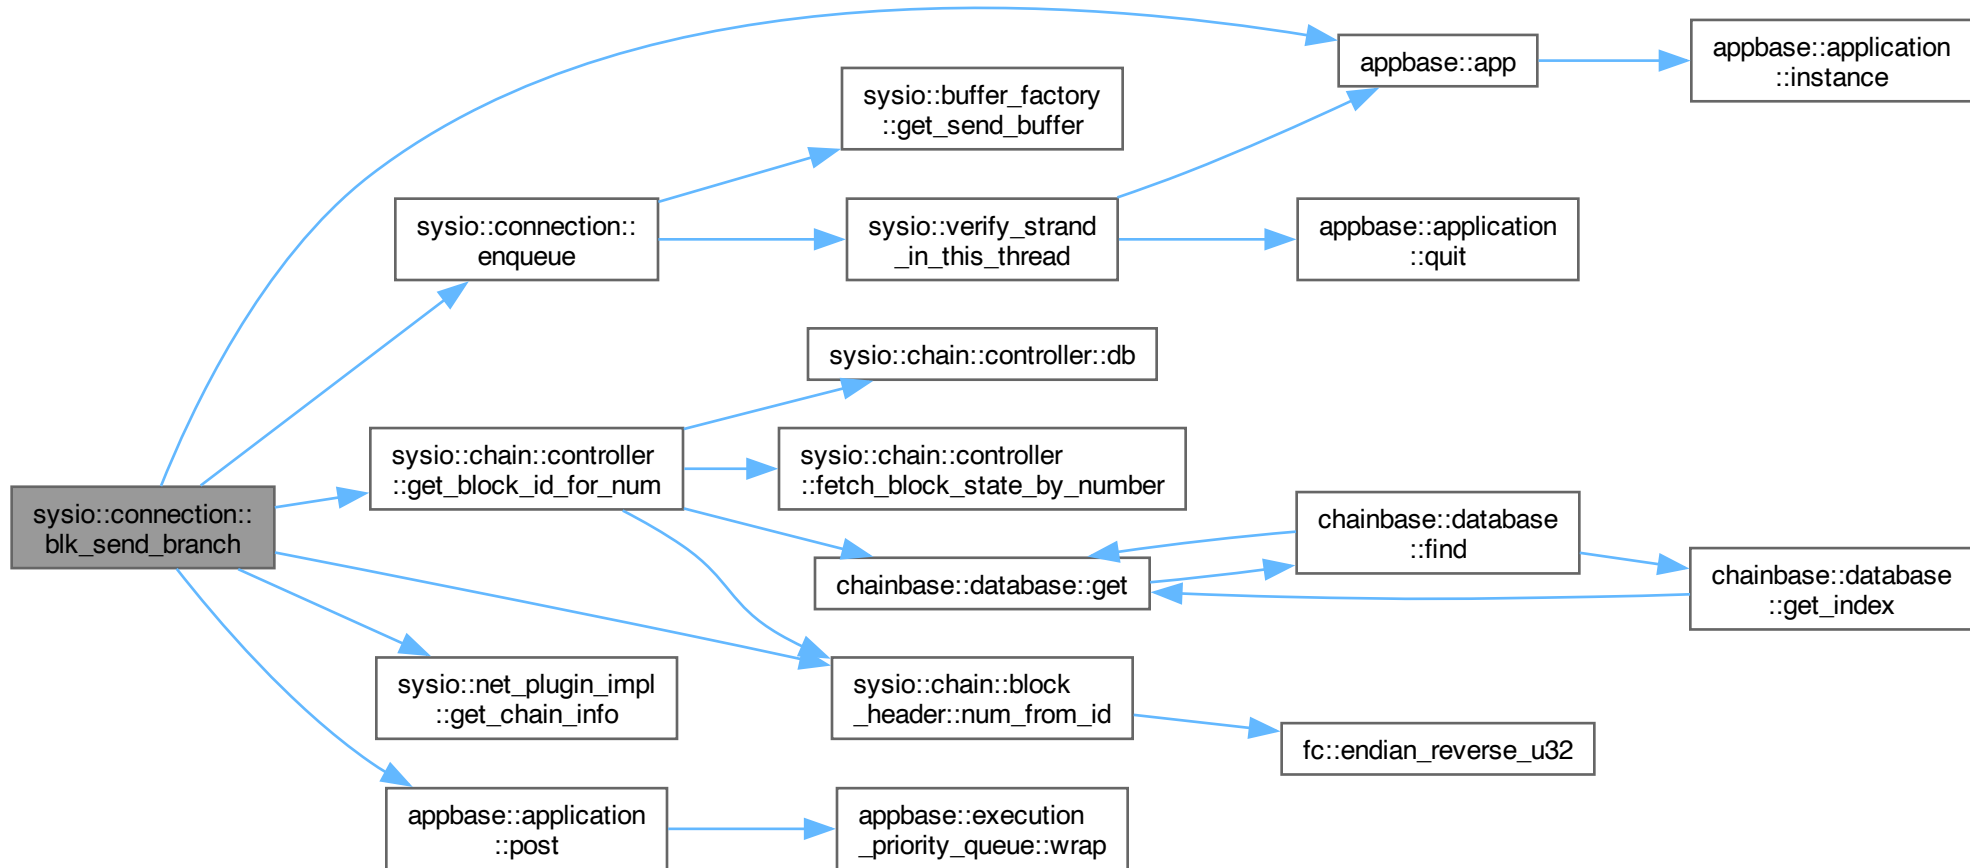 sysio::connection::
blk_send_branch
appbase::app
appbase::application
::instance
sysio::buffer_factory
::get_send_buffer
sysio::connection::
enqueue
sysio::verify_strand
_in_this_thread
appbase::application
::quit
sysio::chain::controller::db
sysio::chain::controller
::get_block_id_for_num
sysio::chain::controller
::fetch_block_state_by_number
chainbase::database
::find
chainbase::database::get
chainbase::database
::get_index
sysio::net_plugin_impl
::get_chain_info
sysio::chain::block
_header::num_from_id
fc::endian_reverse_u32
appbase::application
::post
appbase::execution
_priority_queue::wrap